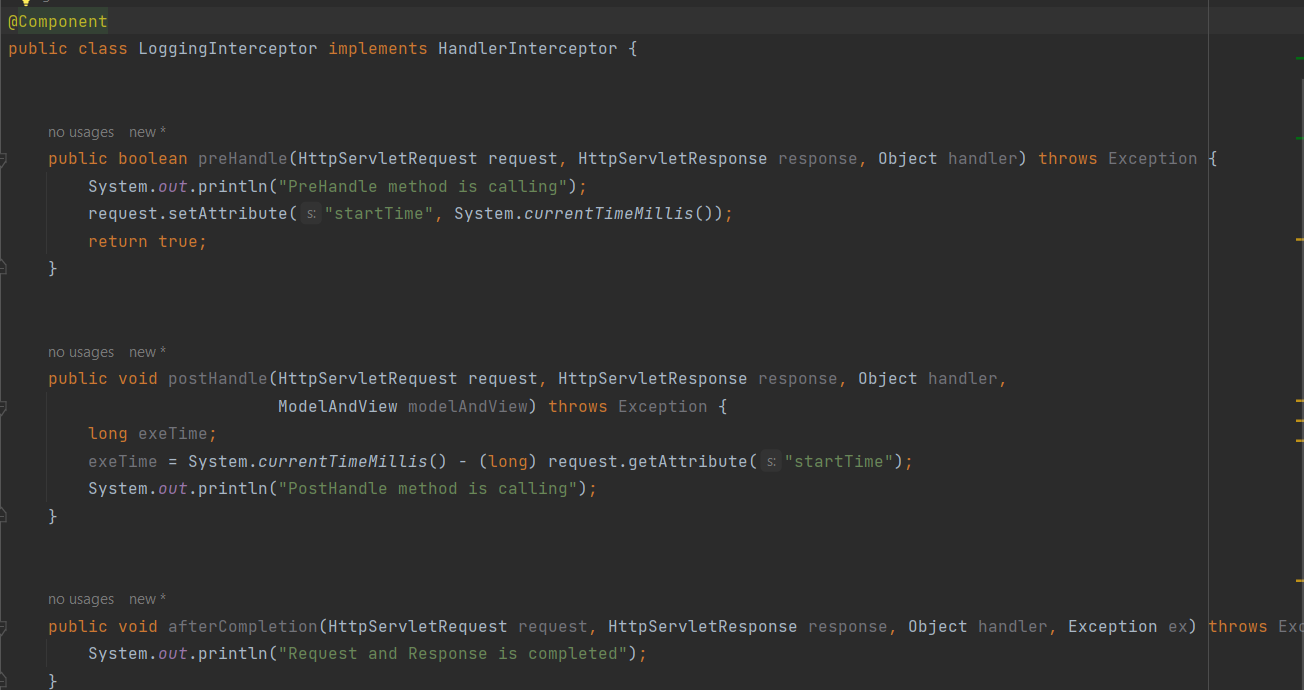 @Component
public class LoggingInterceptor implements HandlerInterceptor {
no usages new *
public boolean preHandle(HttpServletRequest request, HttpServletResponse response, Object handler) throws Exception {
System.out.println("PreHandle method is calling");
request.setAttribute( s: "startTime", System.currentTimeMillis());
return true;
}
no usages new *
public void postHandle(HttpServletRequest request, HttpServletResponse response, Object handler,
ModelAndView modelAndView) throws Exception {
long exeTime;
exeTime = System.currentTimeMillis() - (long) request.getAttribute( s: "startTime");
System.out.println("PostHandle method is calling");
}
no usages new *
public void afterCompletion(HttpServletRequest request, HttpServletResponse response, Object handler, Exception ex) throws Exc
System.out.println("Request and Response is completed");
}